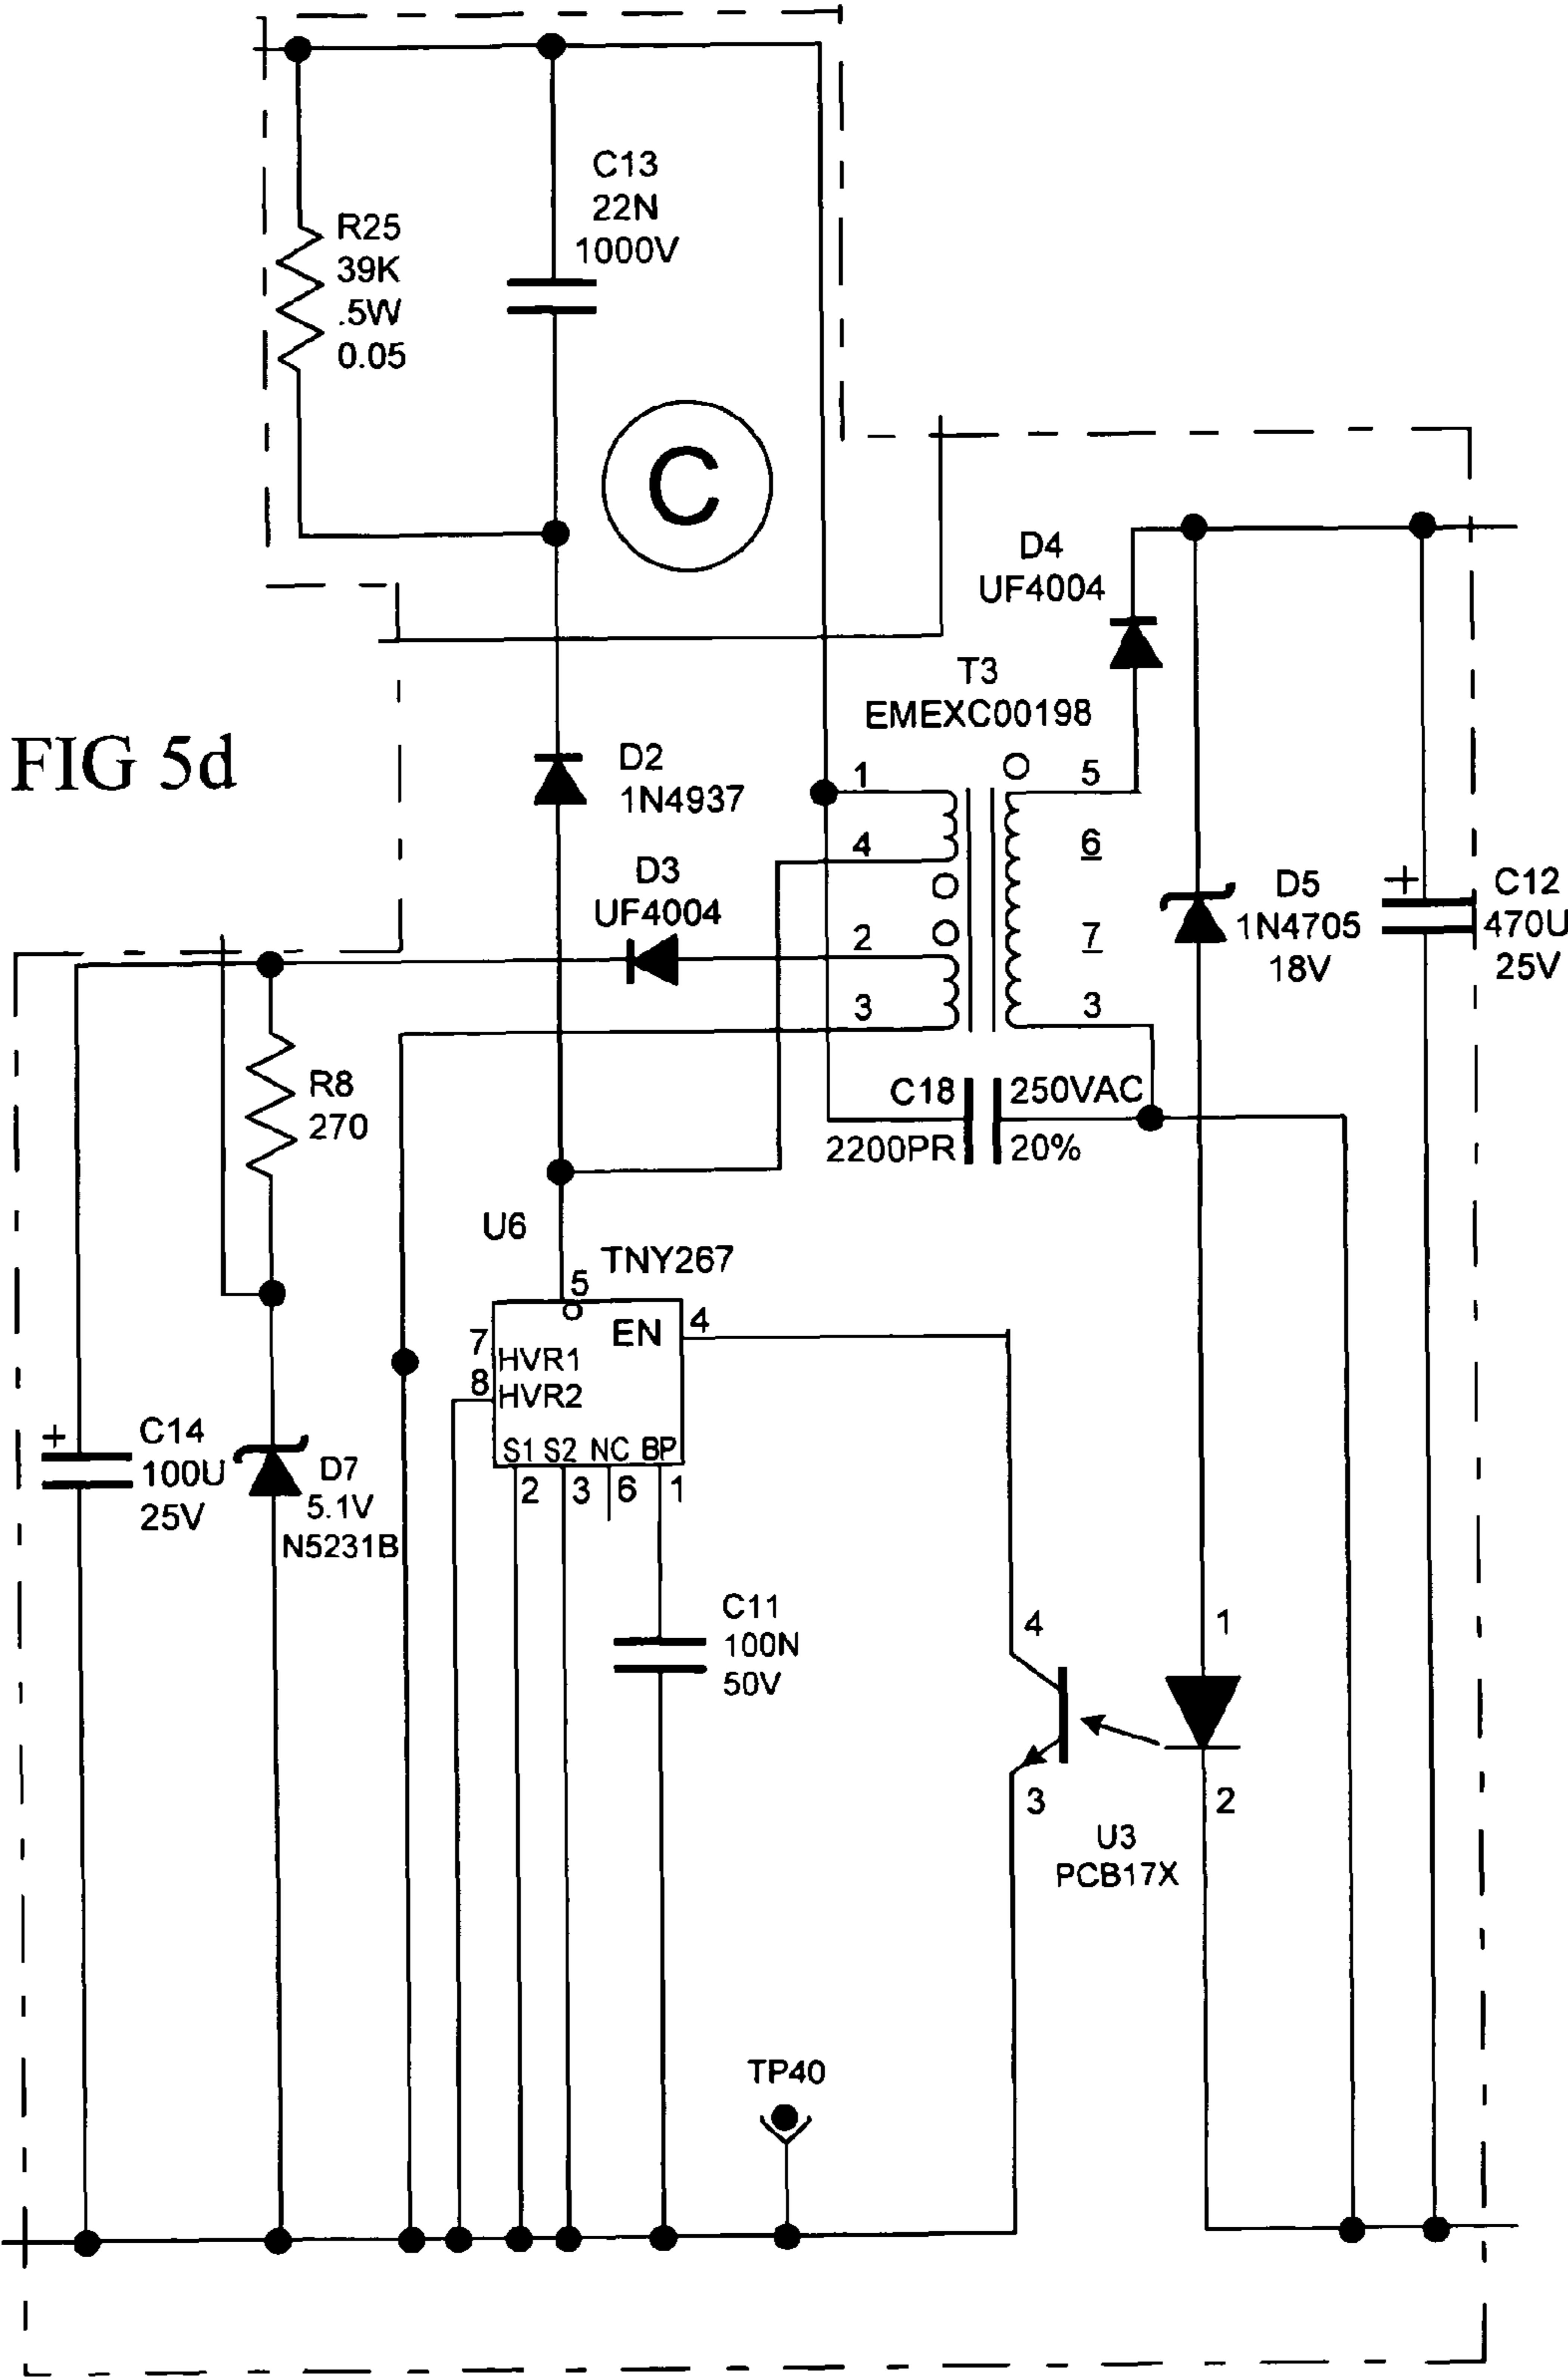 C13
22N
1000V
R25
39K
.5W
0.05
C
D4
UF4004
T3
EMEXC00198
FIG 5d
D2
1N4937
1
5
4
6
D3
UF4004
2
7
3
3
D5
1N4705
18V
+
C12
470U
25V
R8
270
C18
250VAC
2200PR
20%
U6
TNY267
5
EN
4
7
HVR1
8
HVR2
S1 S2 NC BP
2
3
6
1
+
C14
100U
25V
D7
5.1V
N5231B
C11
100N
50V
4
1
3
2
U3
PCB17X
TP40